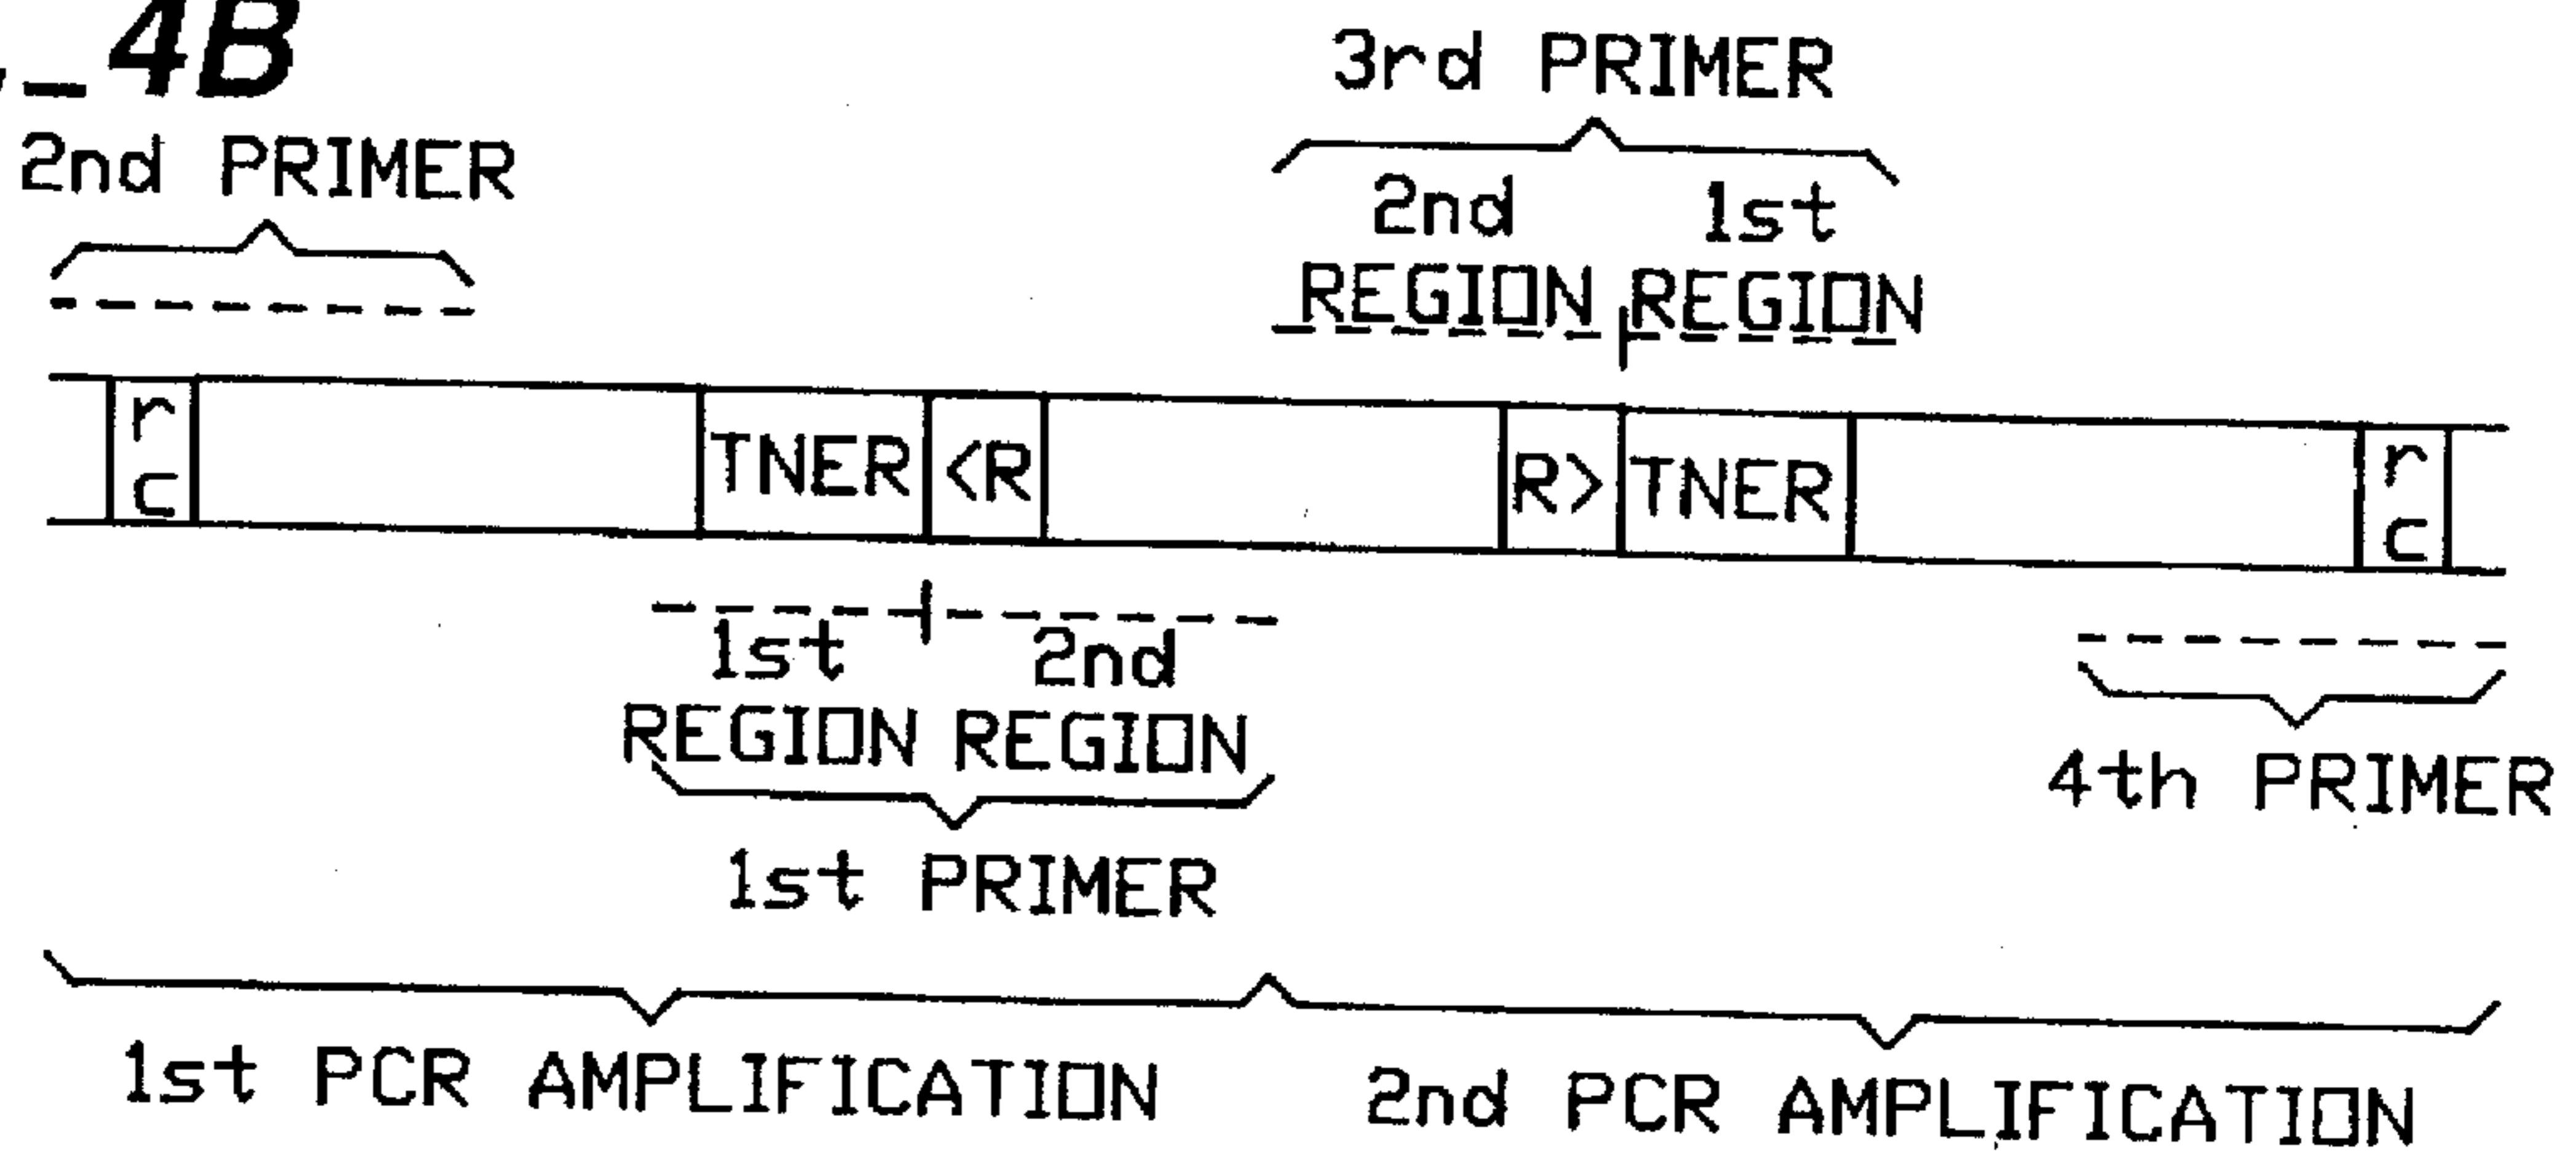 4B
3rd PRIMER
2nd PRIMER
2nd 1st
REGION REGION
r c TNER <R R> TNER r c
1st 2nd
REGION REGION
4th PRIMER
1st PRIMER
1st PCR AMPLIFICATION 2nd PCR AMPLIFICATION